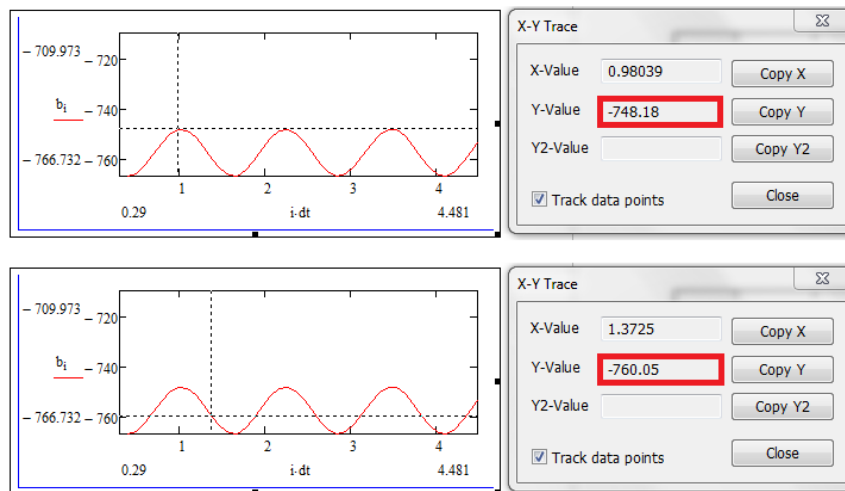 X-Y Trace
− 709.973
− 720
X-Value 0.98039 Copy X
bᵢ
− 740
Y-Value -748.18 Copy Y
− 766.732
− 760
Y2-Value Copy Y2
1 2 3 4
0.29 i·dt 4.481
Track data points Close
X-Y Trace
− 709.973
− 720
X-Value 1.3725 Copy X
bᵢ
− 740
Y-Value -760.05 Copy Y
− 766.732
− 760
Y2-Value Copy Y2
1 2 3 4
0.29 i·dt 4.481
Track data points Close